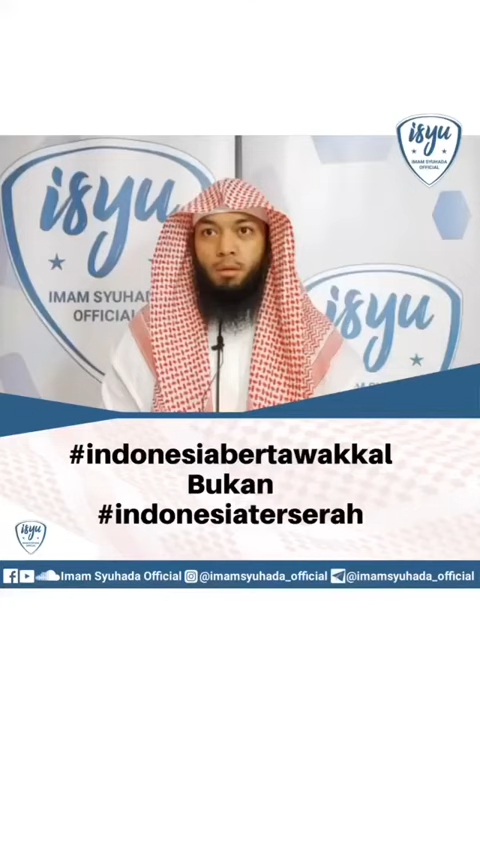 isyu
IMAM SYUHADA
OFFICIAL
isyu
IMAM SYUHADA
OFFICIAL
isyu
#indonesiabertawakkal
Bukan
#indonesiaterserah
isyu
Imam Syuhada Official @imamsyuhada_official @imamsyuhada_official